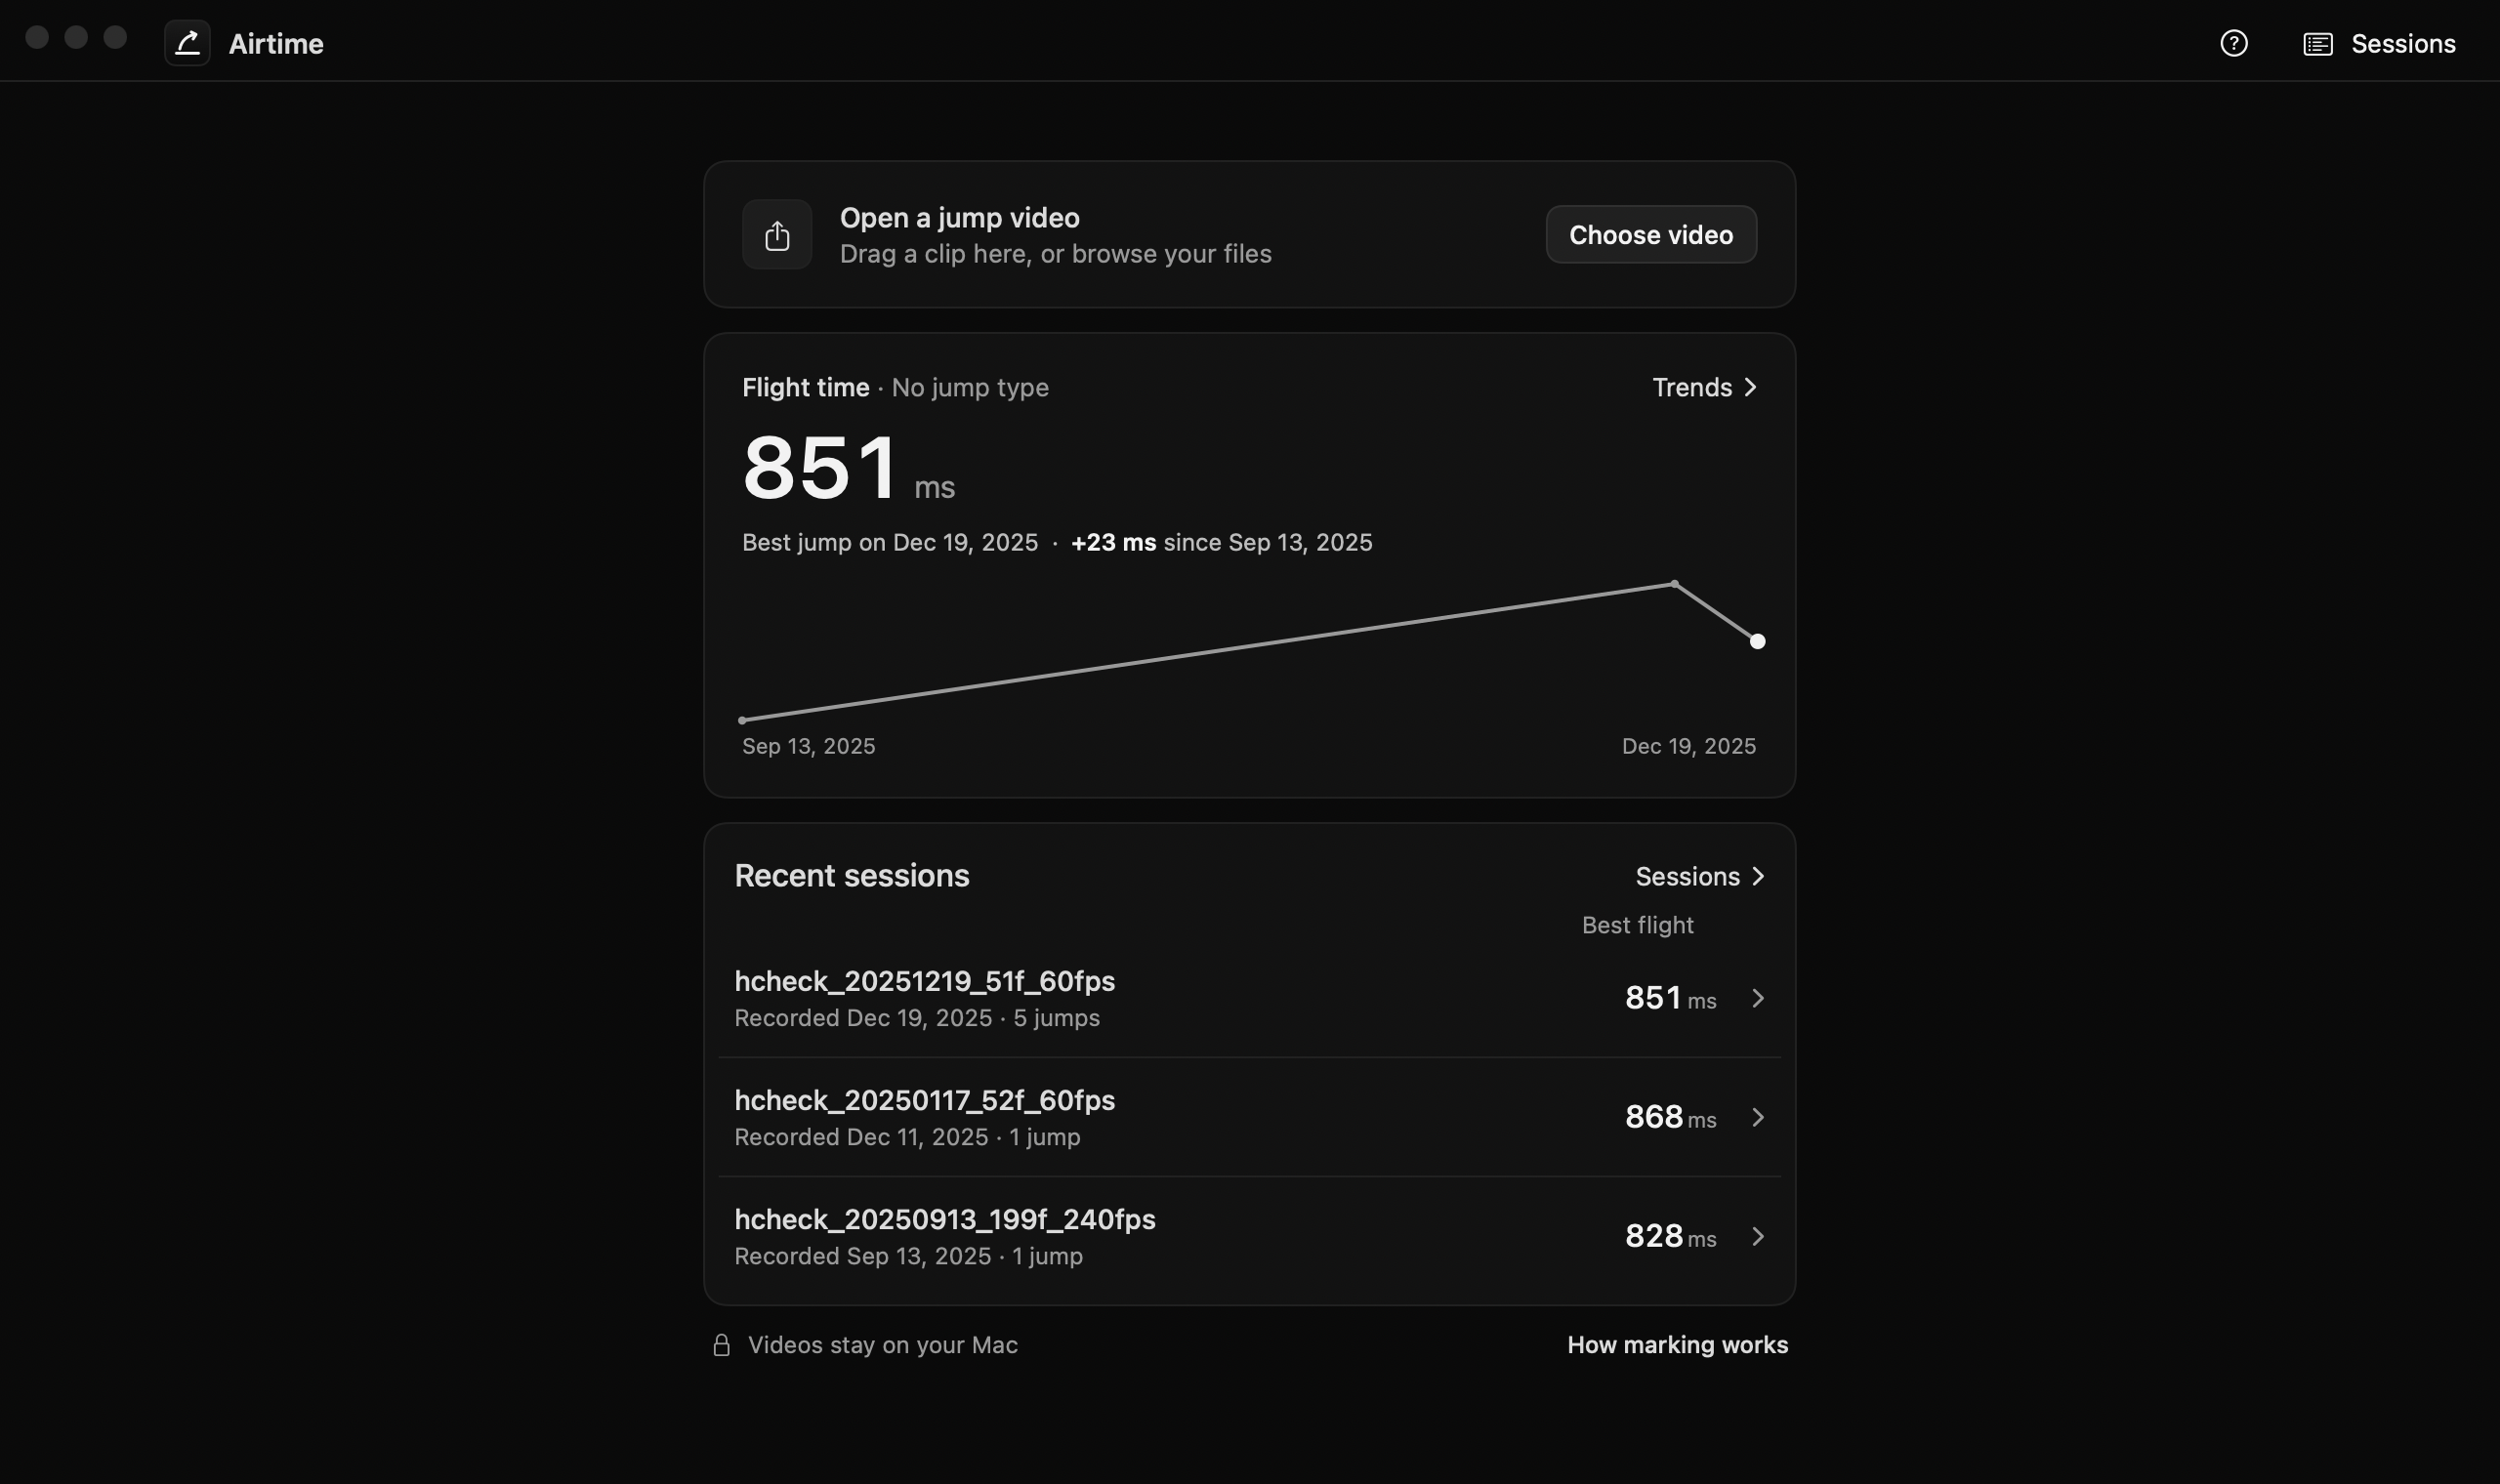 Airtime
Sessions
Open a jump video
Drag a clip here, or browse your files
Choose video
Flight time · No jump type
Trends
851 ms
Best jump on Dec 19, 2025 · +23 ms since Sep 13, 2025
Sep 13, 2025
Dec 19, 2025
Recent sessions
Sessions
Best flight
hcheck_20251219_51f_60fps
Recorded Dec 19, 2025 · 5 jumps
851 ms
hcheck_20250117_52f_60fps
Recorded Dec 11, 2025 · 1 jump
868 ms
hcheck_20250913_199f_240fps
Recorded Sep 13, 2025 · 1 jump
828 ms
Videos stay on your Mac
How marking works